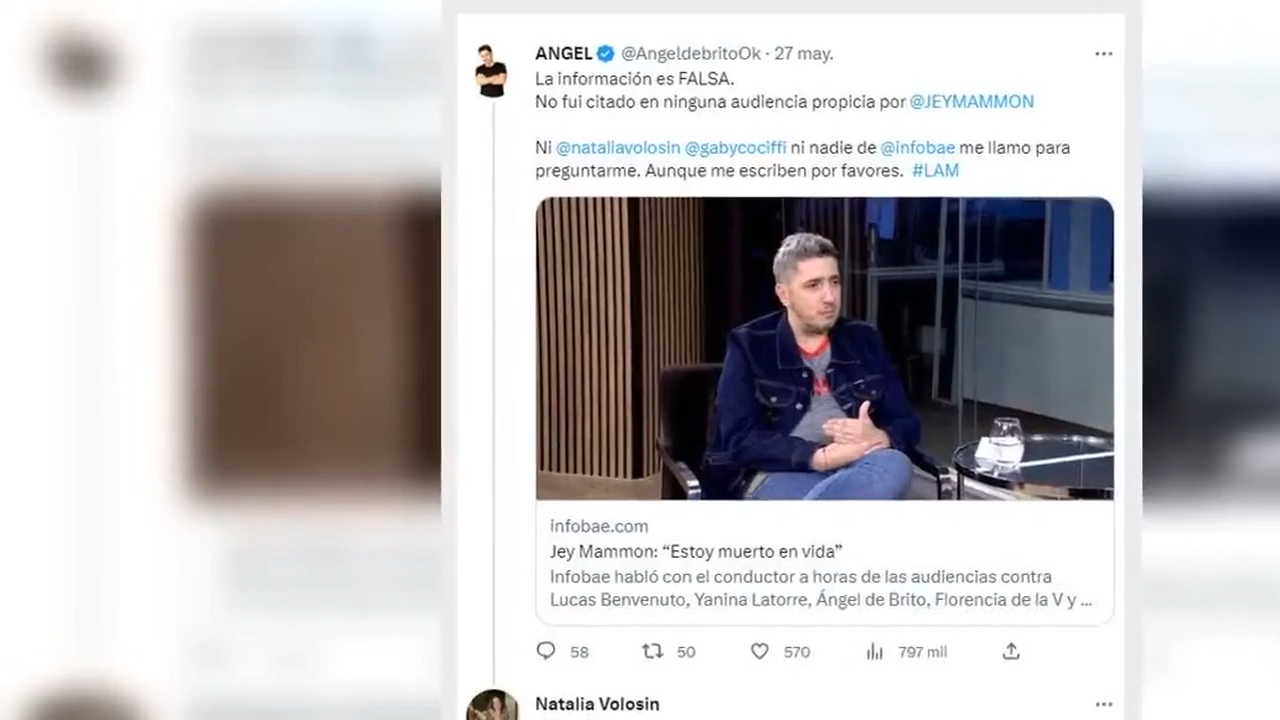 ANGEL @AngeldebritoOk · 27 may.
La información es FALSA.
No fui citado en ninguna audiencia propicia por @JEYMAMMON
Ni @nataliavolosin @gabycociffi ni nadie de @infobae me llamo para
preguntarme. Aunque me escriben por favores. #LAM
infobae.com
Jey Mammon: “Estoy muerto en vida”
Infobae habló con el conductor a horas de las audiencias contra
Lucas Benvenuto, Yanina Latorre, Ángel de Brito, Florencia de la V y ...
58 50 570 797 mil
Natalia Volosin